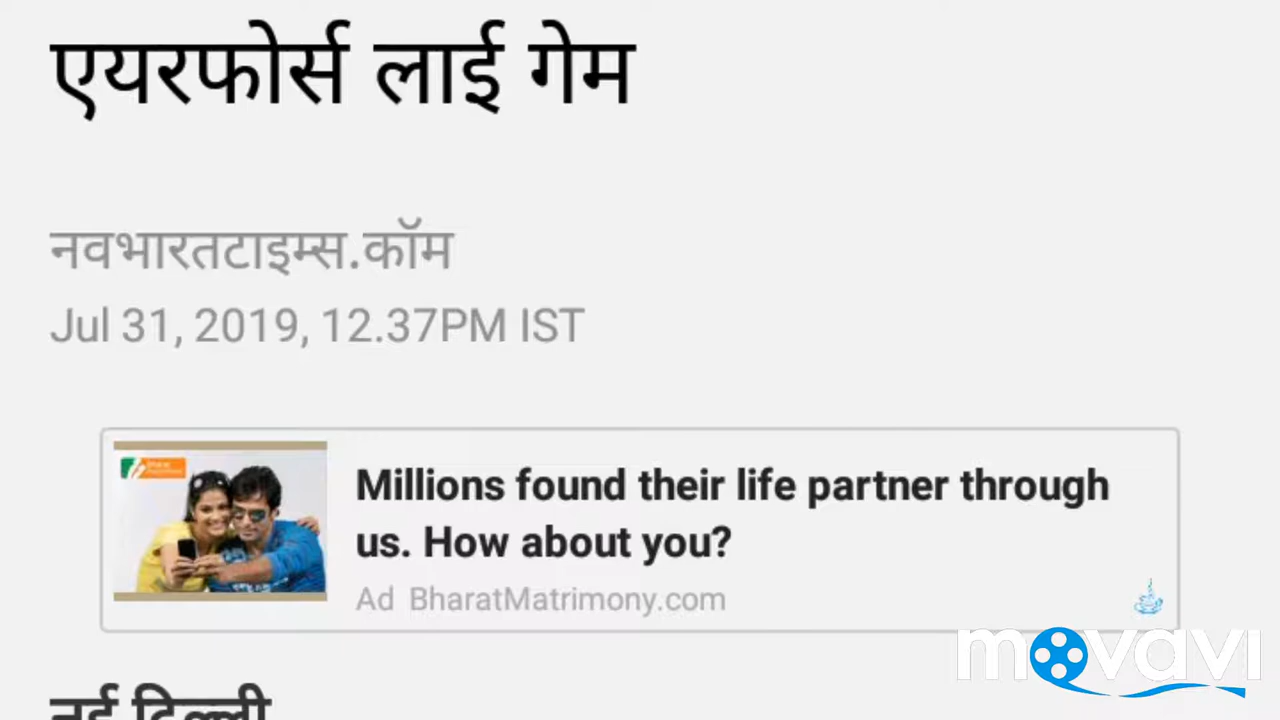 एयरफोर्स लाई गेम
नवभारतटाइम्स.कॉम
Jul 31, 2019, 12.37PM IST
Millions found their life partner through
us. How about you?
Ad BharatMatrimony.com
movavi
नई दिल्ली